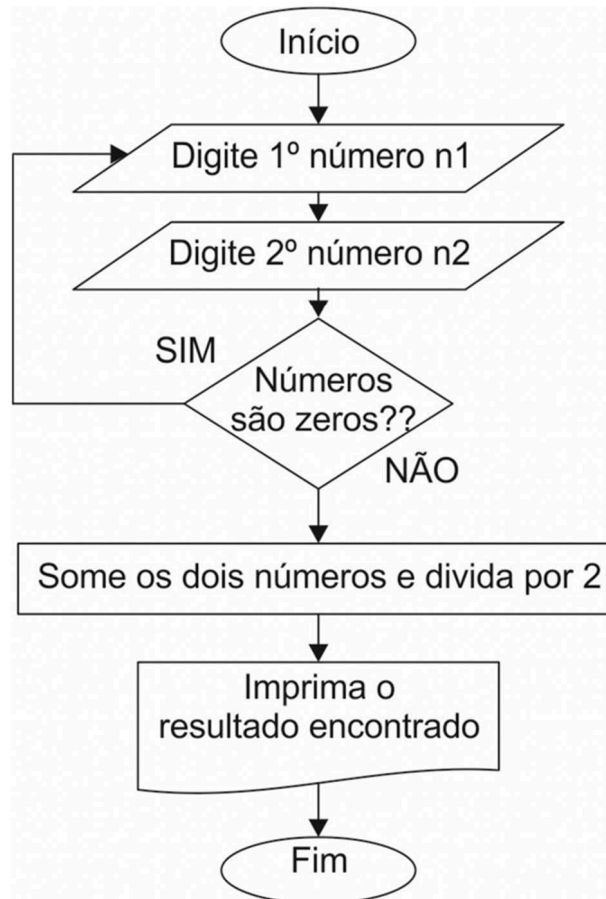 Início
Digite 1º número n1
Digite 2º número n2
SIM
Números
são zeros??
NÃO
Some os dois números e divida por 2
Imprima o
resultado encontrado
Fim